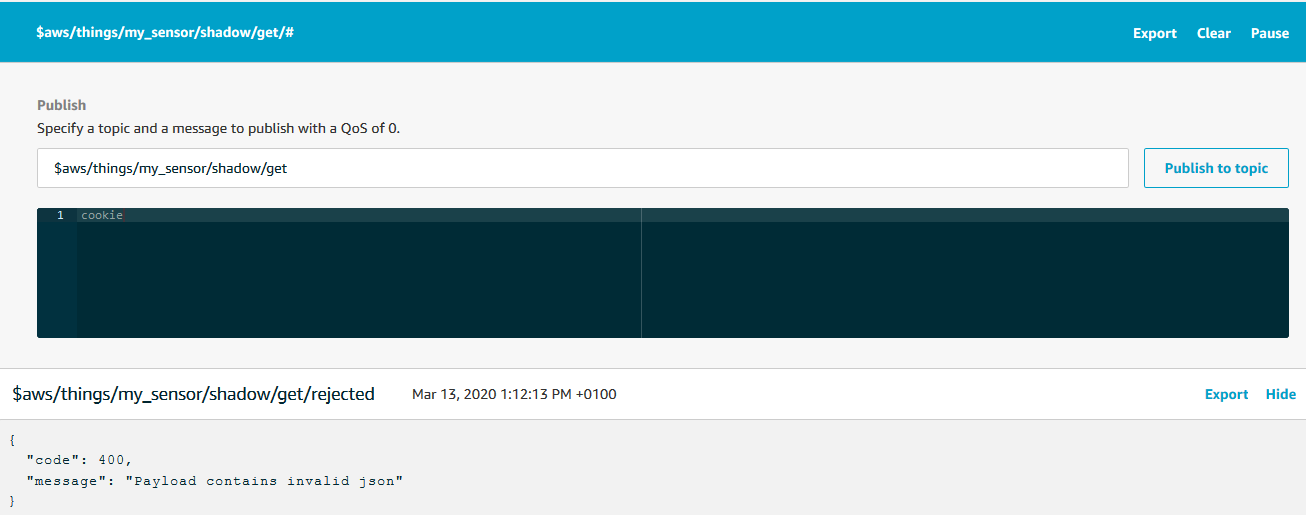 $aws/things/my_sensor/shadow/get/# Export Clear Pause
Publish
Specify a topic and a message to publish with a QoS of 0.
$aws/things/my_sensor/shadow/get Publish to topic
1 cookie
$aws/things/my_sensor/shadow/get/rejected Mar 13, 2020 1:12:13 PM +0100 Export Hide
{
"code": 400,
"message": "Payload contains invalid json"
}